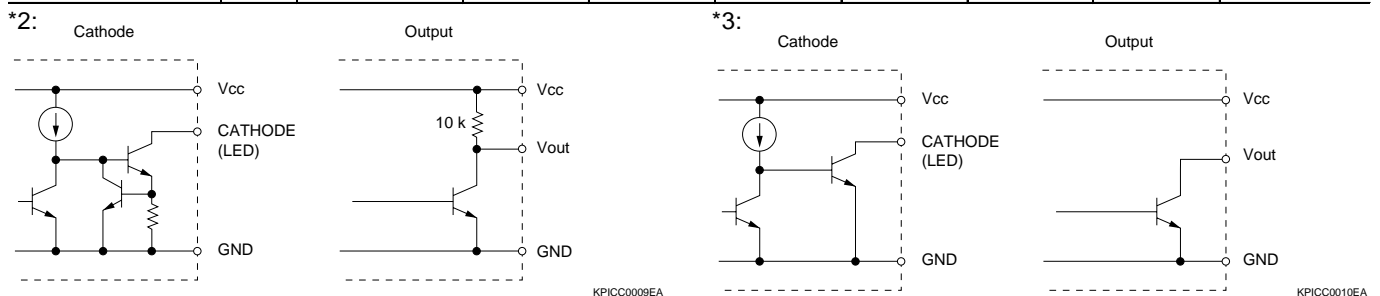 *2:
Cathode
Vcc
CATHODE
(LED)
GND
Output
Vcc
10 k
Vout
GND
KPICC0009EA
*3:
Cathode
Vcc
CATHODE
(LED)
GND
Output
Vcc
Vout
GND
KPICC0010EA